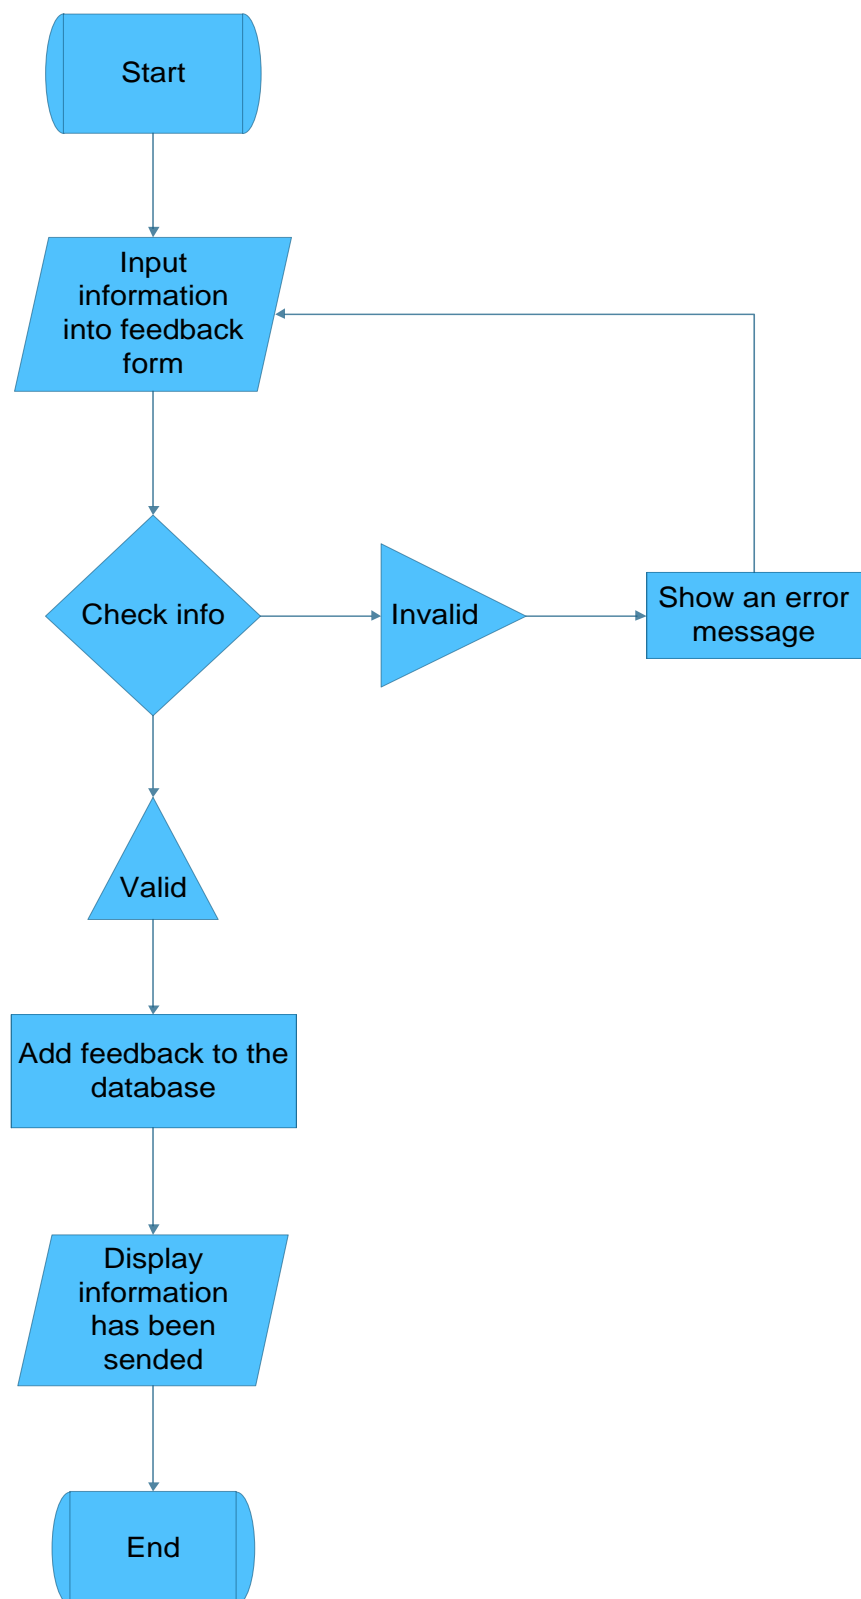 Start
Input
information
into feedback
form
Check info
Invalid
Show an error
message
Valid
Add feedback to the
database
Display
information
has been
sended
End